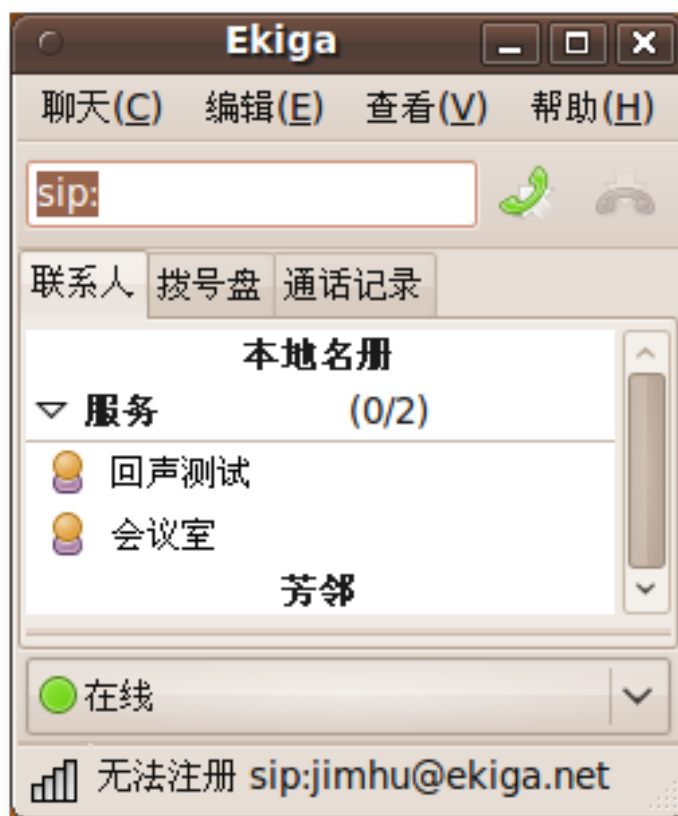 Ekiga
聊天(C) 编辑(E) 查看(V) 帮助(H)
sip:
联系人 拨号盘 通话记录
本地名册
服务 (0/2)
回声测试
会议室
芳邻
在线
无法注册 sip:jimhu@ekiga.net